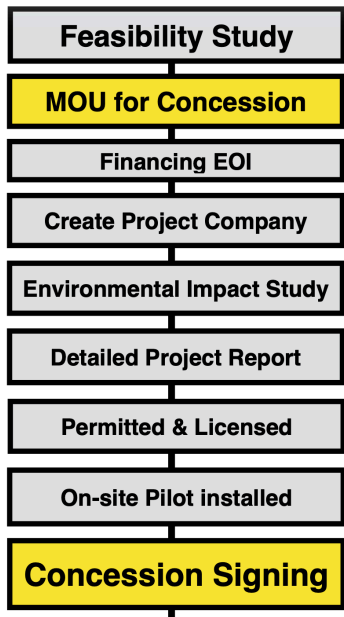 Feasibility Study
MOU for Concession
Financing EOI
Create Project Company
Environmental Impact Study
Detailed Project Report
Permitted & Licensed
On-site Pilot installed
Concession Signing